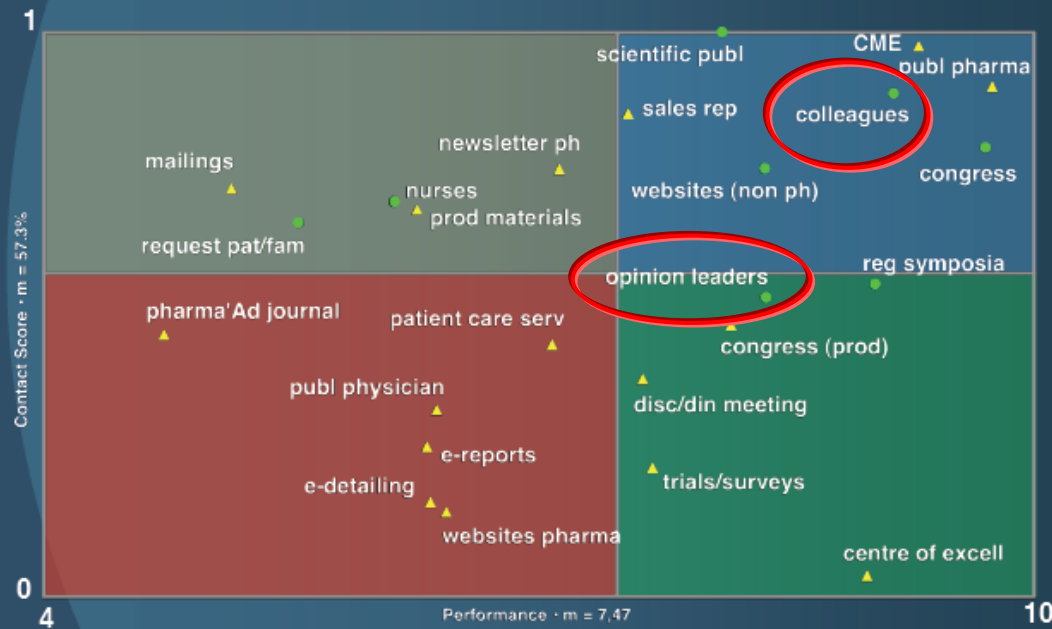 1
scientific publ
CME
publ pharma
sales rep
colleagues
newsletter ph
mailings
congress
nurses
websites (non ph)
prod materials
request pat/fam
reg symposia
opinion leaders
pharma'Ad journal
patient care serv
congress (prod)
publ physician
disc/din meeting
e-reports
trials/surveys
e-detailing
websites pharma
centre of excell
Contact Score · m = 57.3%
0
4
Performance · m = 7,47
10